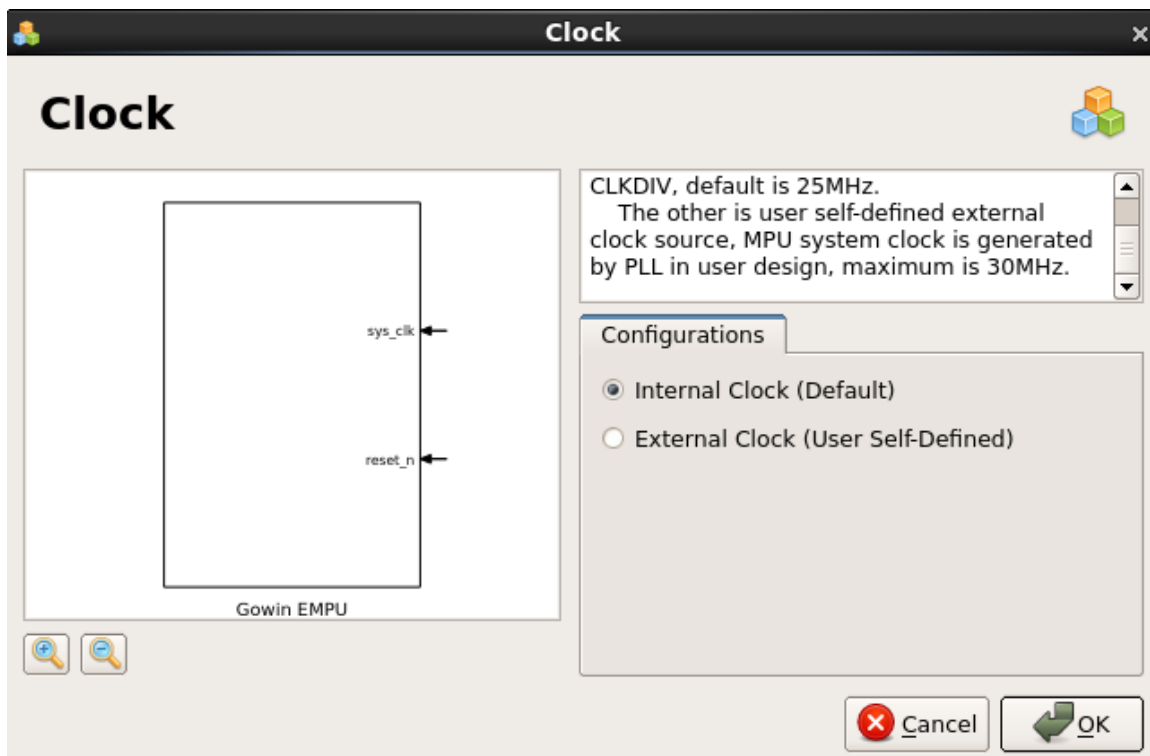 Clock
Clock
CLKDIV, default is 25MHz.
The other is user self-defined external
clock source, MPU system clock is generated
by PLL in user design, maximum is 30MHz.
sys_clk
reset_n
Gowin EMPU
Configurations
Internal Clock (Default)
External Clock (User Self-Defined)
Cancel
OK